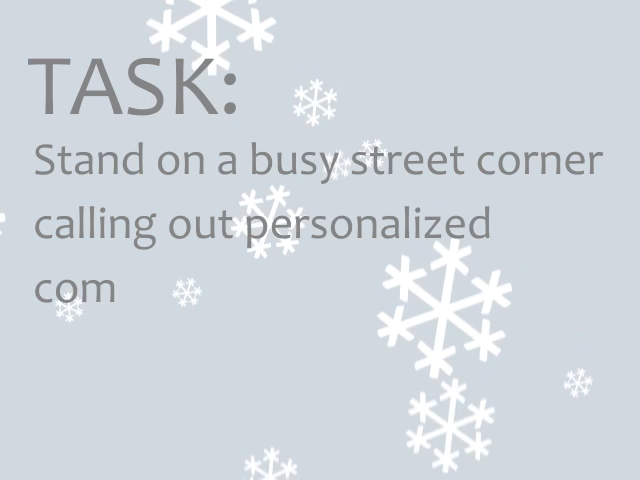 TASK:
Stand on a busy street corner
calling out personalized
com